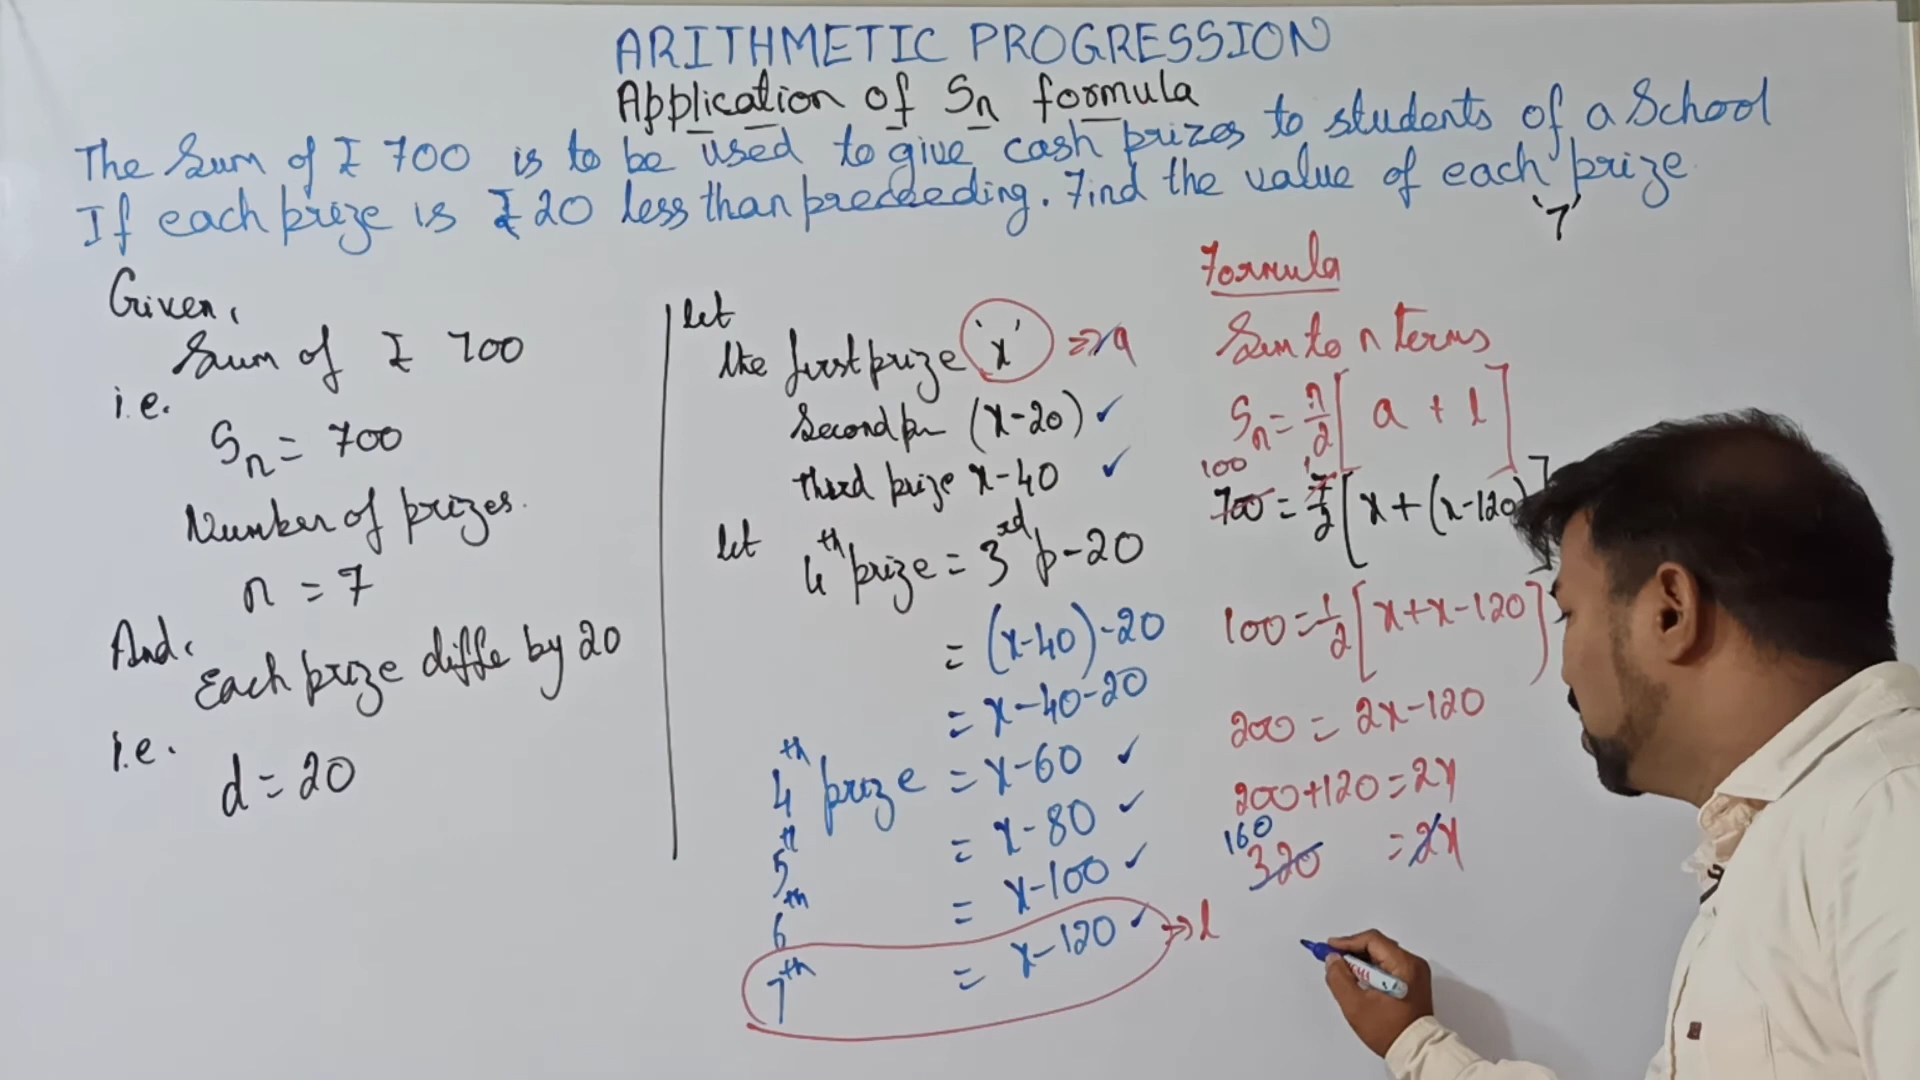 ARITHMETIC PROGRESSION
Application of Sn formula
The Sum of ₹ 700 is to be used to give cash prizes to students of a School
If each prize is ₹ 20 less than preceeding. Find the value of each prize
'7'
Given,
Sum of ₹ 700
i.e.
Sn = 700
Number of prizes.
n = 7
And,
Each prize diffe by 20
i.e.
d = 20
let
the first prize 'x' => a
Second pr (x-20) ✓
third prize x-40 ✓
let
4th prize = 3rd p-20
= (x-40)-20
= x-40-20
4th prize = x-60 ✓
5th = x-80 ✓
6th = x-100 ✓
7th = x-120 ✓ => l
Formula
Sum to n terms
Sn = n/2 [a + l]
100 1
700 = 7/2 [x+(x-120)]
100 = 1/2 [x+x-120]
200 = 2x-120
200+120 = 2x
160
320 = 2x